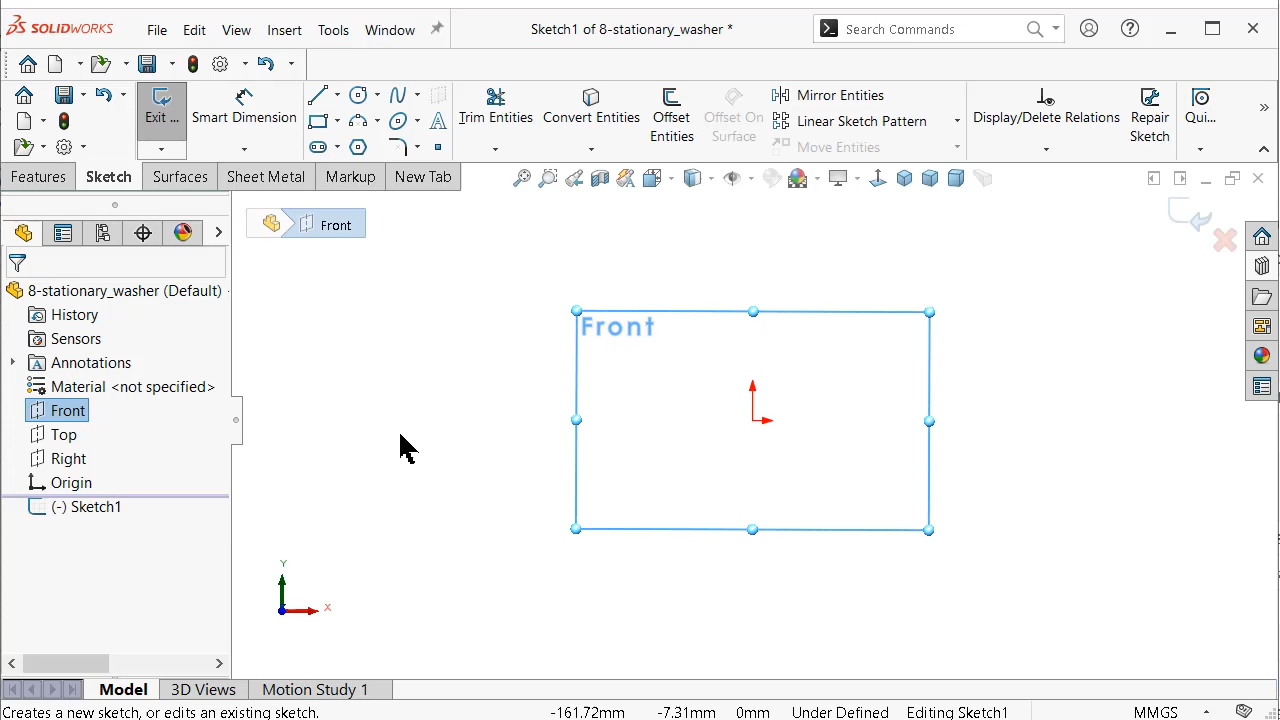 SOLIDWORKS File Edit View Insert Tools Window Sketch1 of 8-stationary_washer * Search Commands
Exit ... Smart Dimension Trim Entities Convert Entities Offset Entities Offset On Surface Mirror Entities Linear Sketch Pattern Move Entities Display/Delete Relations Repair Sketch Qui...
Features Sketch Surfaces Sheet Metal Markup New Tab
Front
8-stationary_washer (Default)
History
Sensors
Annotations
Material <not specified>
Front
Top
Right
Origin
(-) Sketch1
Front
Y
X
Model 3D Views Motion Study 1
Creates a new sketch, or edits an existing sketch. -161.72mm -7.31mm 0mm Under Defined Editing Sketch1 MMGS